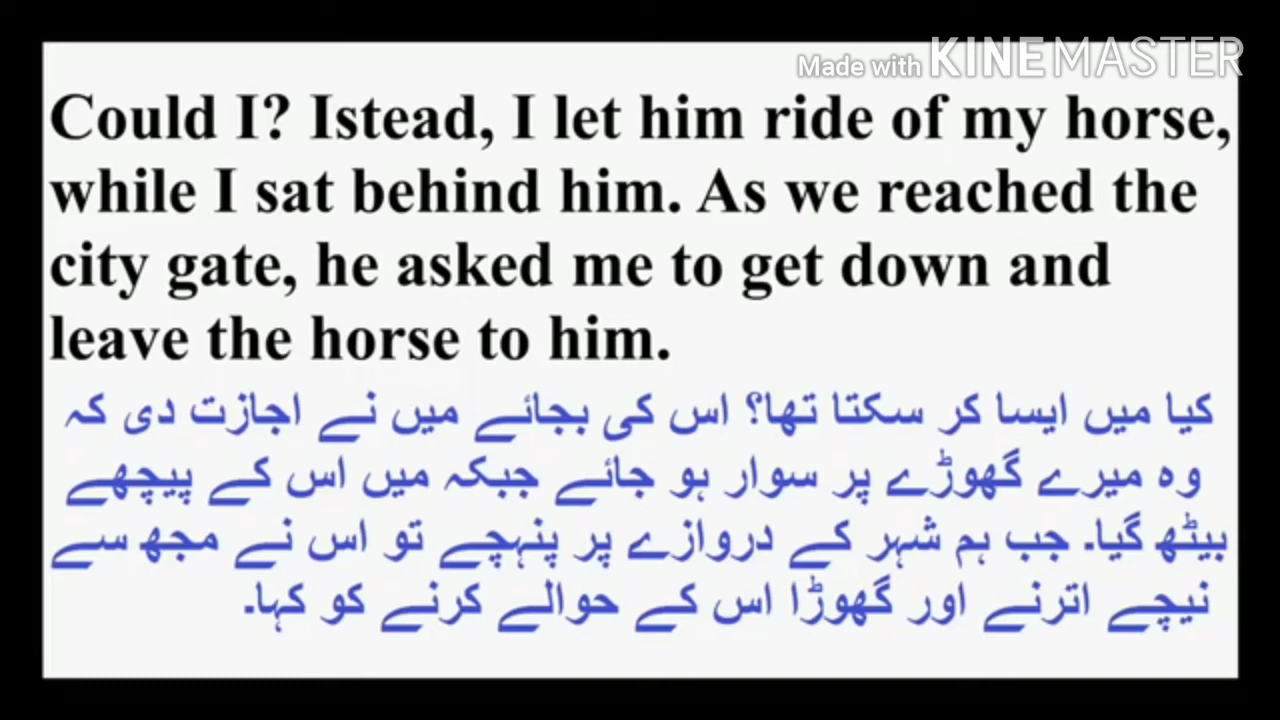 Made with KINEMASTER
Could I? Istead, I let him ride of my horse,
while I sat behind him. As we reached the
city gate, he asked me to get down and
leave the horse to him.
کیا میں ایسا کر سکتا تھا؟ اس کی بجائے میں نے اجازت دی کہ
وہ میرے گھوڑے پر سوار ہو جائے جبکہ میں اس کے پیچھے
بیٹھ گیا۔ جب ہم شہر کے دروازے پر پنہچے تو اس نے مجھ سے
نیچے اترنے اور گھوڑا اس کے حوالے کرنے کو کہا۔